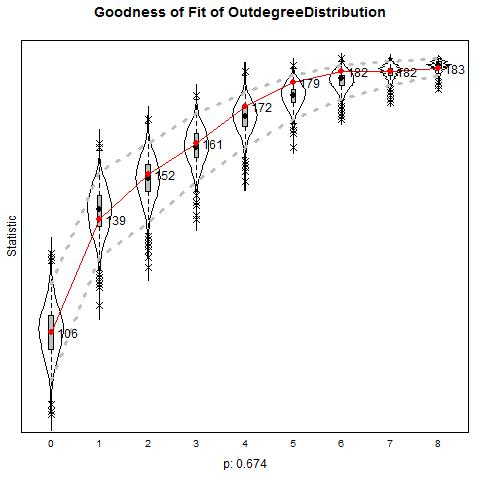 Goodness of Fit of OutdegreeDistribution
Statistic
106
139
152
161
172
179
182
182
183
0 1 2 3 4 5 6 7 8
p: 0.674